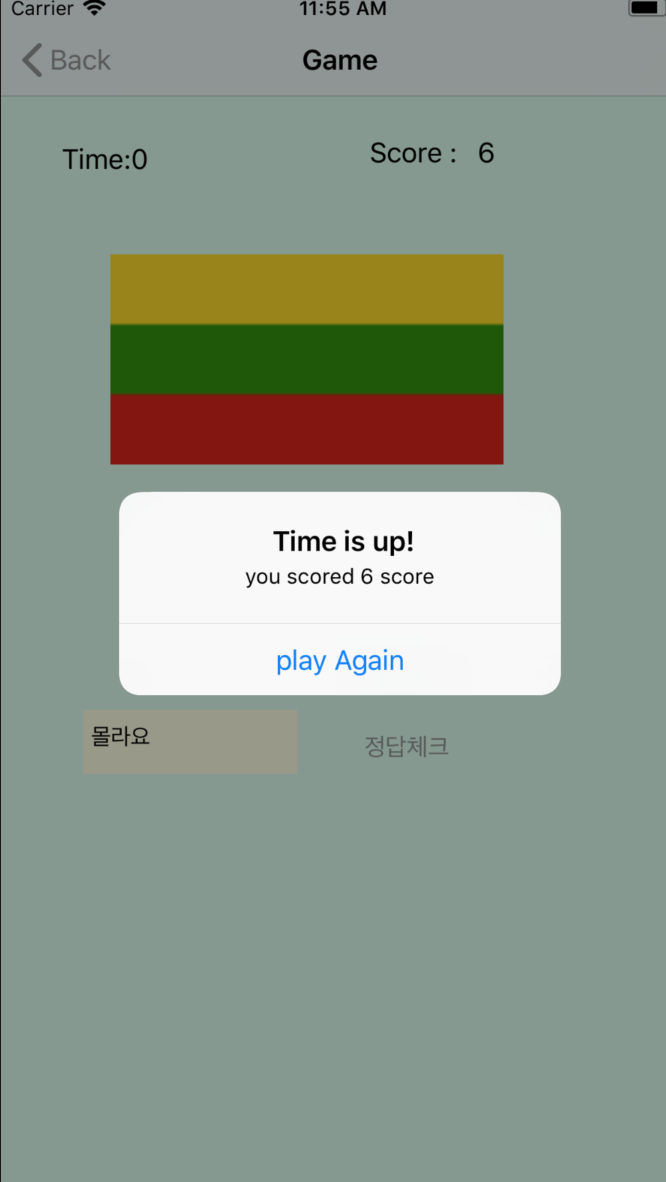 Carrier 11:55 AM
Back Game
Time:0 Score : 6
Time is up!
you scored 6 score
play Again
몰라요 정답체크